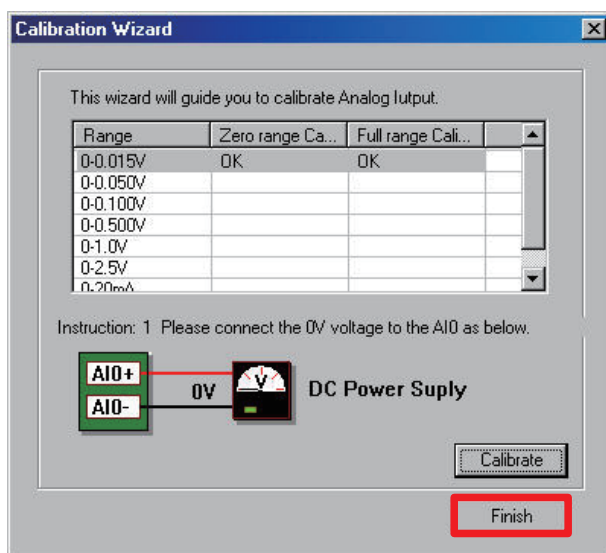 Calibration Wizard
This wizard will guide you to calibrate Analog Iutput.
Range Zero range Ca... Full range Cali...
0-0.015V OK OK
0-0.050V
0-0.100V
0-0.500V
0-1.0V
0-2.5V
0-20mA
Instruction: 1 Please connect the 0V voltage to the AI0 as below.
AI0+
0V V DC Power Suply
AI0-
Calibrate
Finish